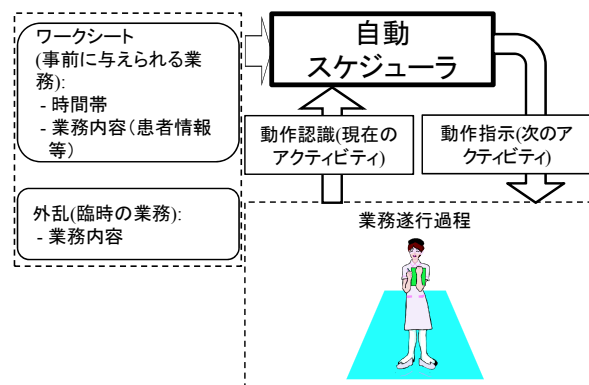 ワークシート
(事前に与えられる業
務):
- 時間帯
- 業務内容(患者情報
等)
外乱(臨時の業務):
- 業務内容
自動
スケジューラ
動作認識(現在の
アクティビティ)
動作指示(次のア
クティビティ)
業務遂行過程